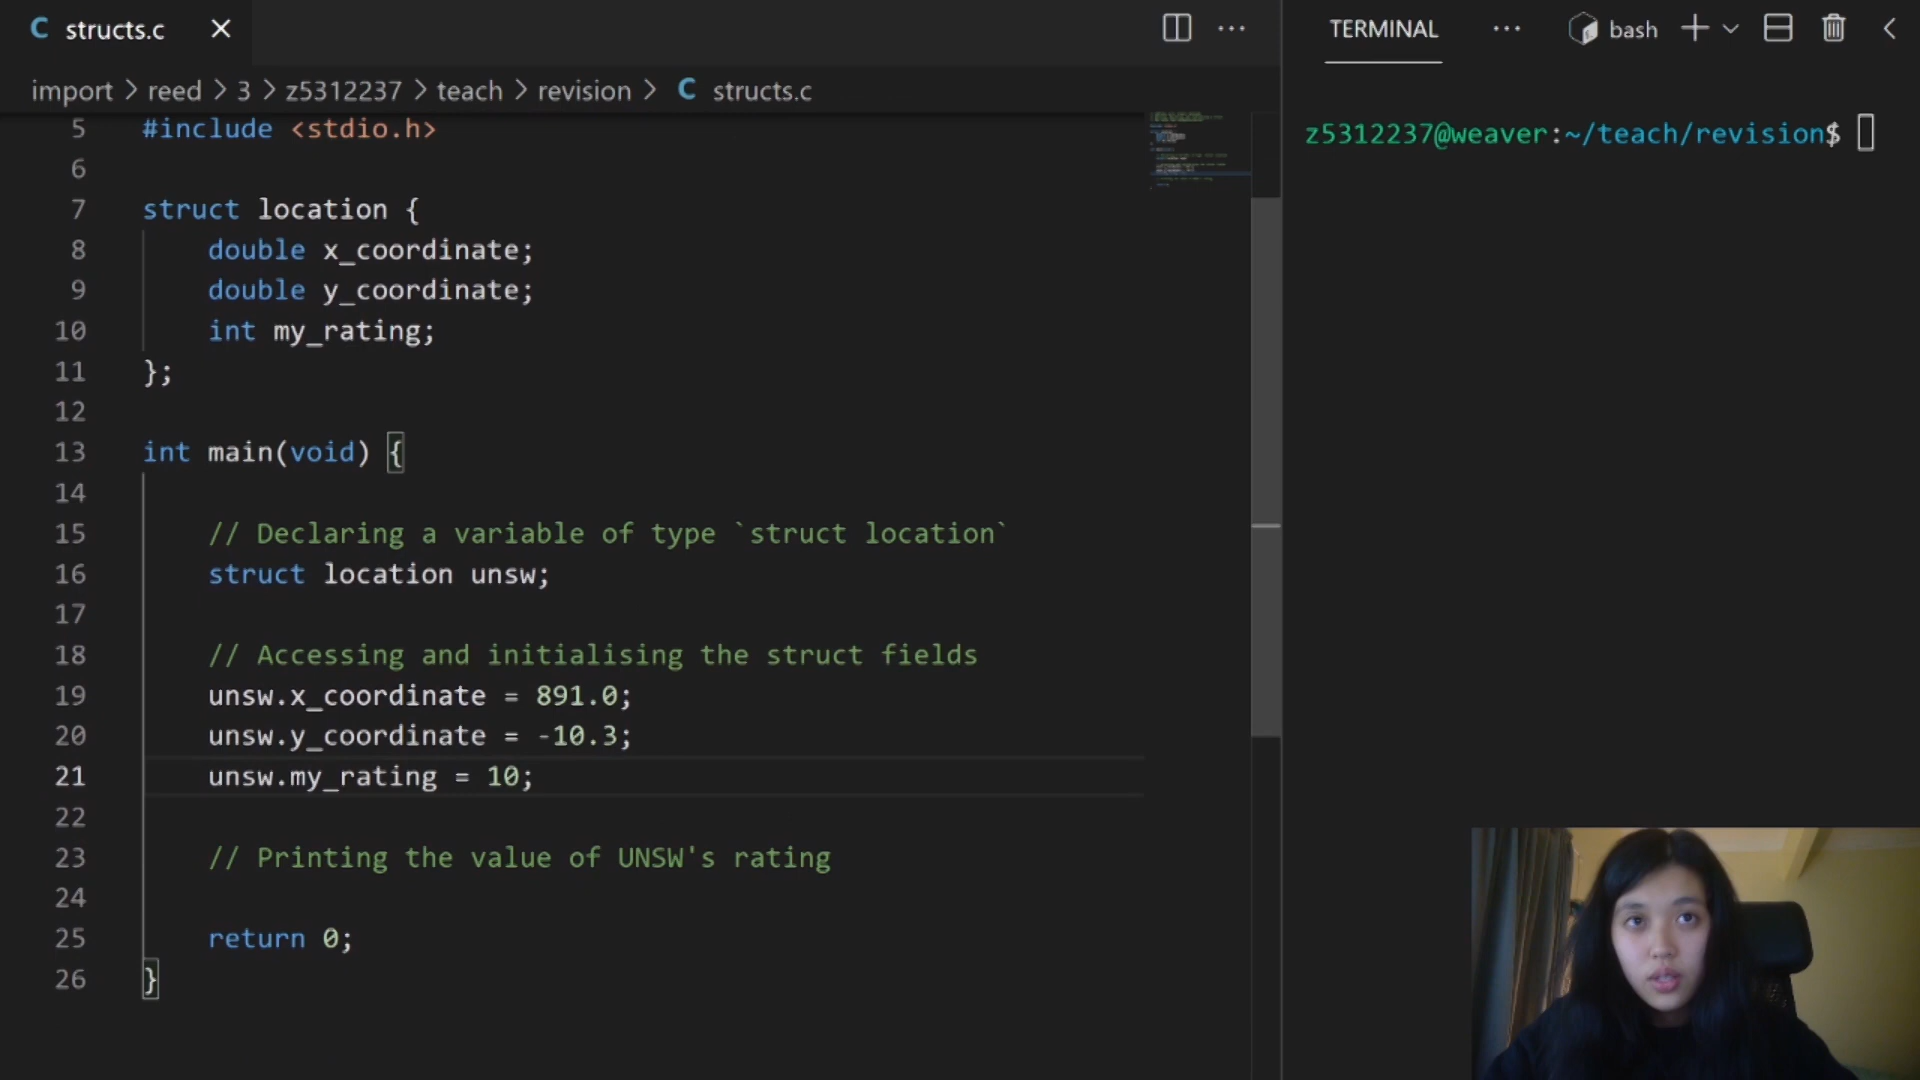 C structs.c
import > reed > 3 > z5312237 > teach > revision > C structs.c
5 #include <stdio.h>
6
7 struct location {
8 double x_coordinate;
9 double y_coordinate;
10 int my_rating;
11 };
12
13 int main(void) {
14
15 // Declaring a variable of type `struct location`
16 struct location unsw;
17
18 // Accessing and initialising the struct fields
19 unsw.x_coordinate = 891.0;
20 unsw.y_coordinate = -10.3;
21 unsw.my_rating = 10;
22
23 // Printing the value of UNSW's rating
24
25 return 0;
26 }
TERMINAL ... bash
z5312237@weaver:~/teach/revision$